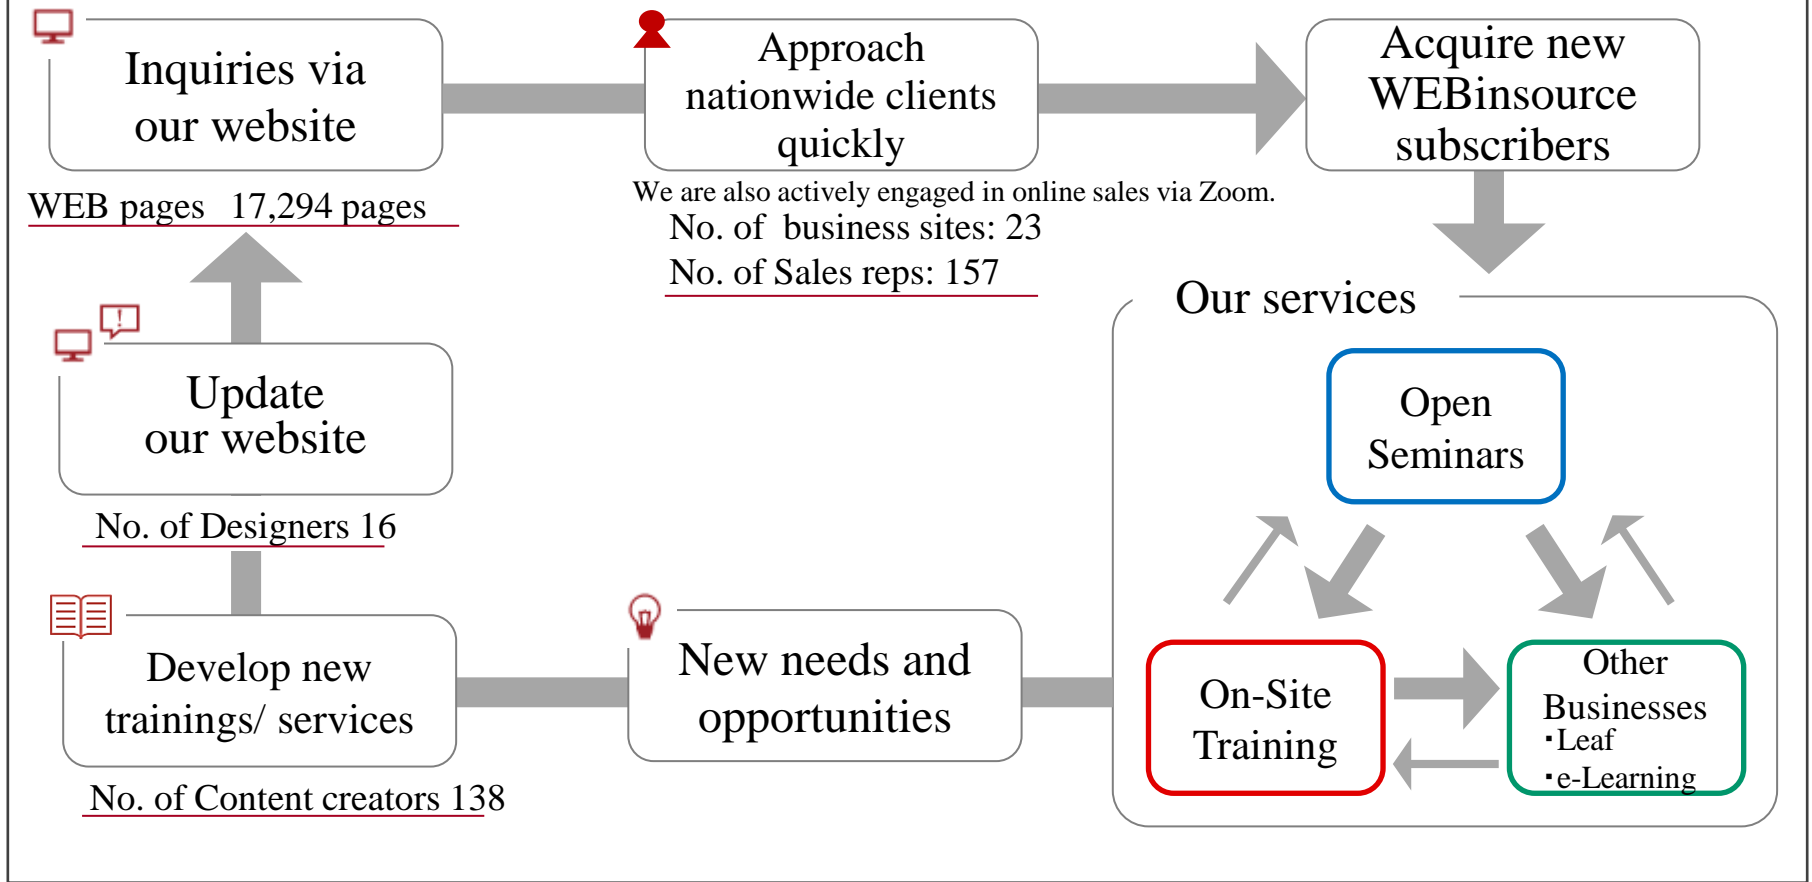 Inquiries via
our website
WEB pages 17,294 pages
Approach
nationwide clients
quickly
We are also actively engaged in online sales via Zoom.
No. of business sites: 23
No. of Sales reps: 157
Acquire new
WEBinsource
subscribers
Our services
Open
Seminars
On-Site
Training
Other
Businesses
・Leaf
・e-Learning
New needs and
opportunities
Develop new
trainings/ services
No. of Content creators 138
Update
our website
No. of Designers 16